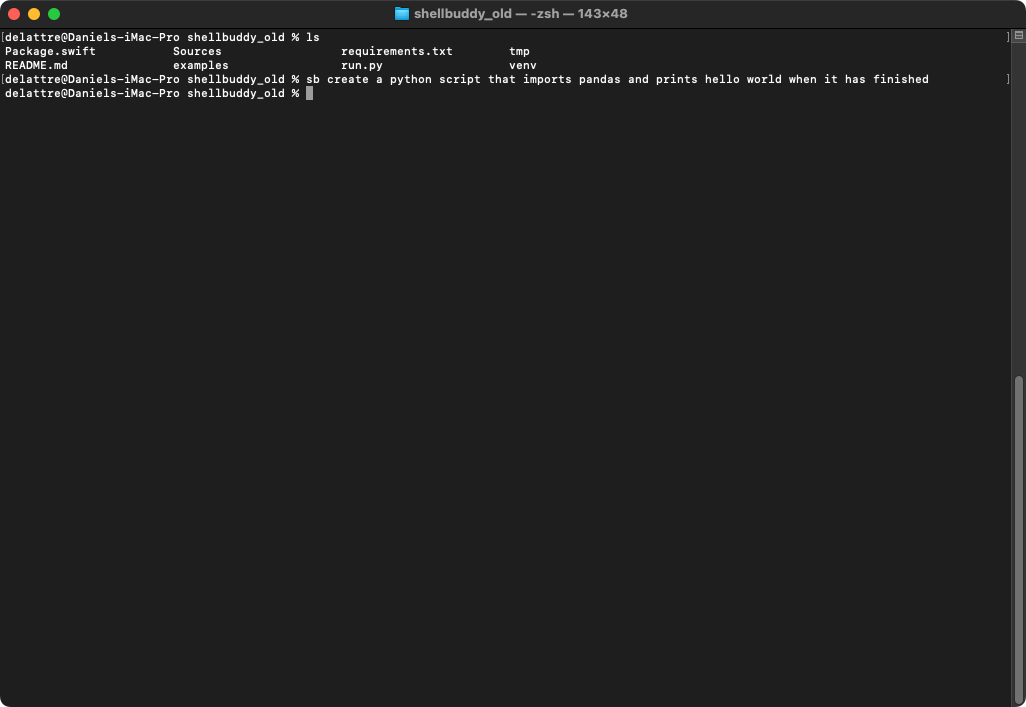 shellbuddy_old — -zsh — 143×48
[delattre@Daniels-iMac-Pro shellbuddy_old % ls ]
Package.swift Sources requirements.txt tmp
README.md examples run.py venv
[delattre@Daniels-iMac-Pro shellbuddy_old % sb create a python script that imports pandas and prints hello world when it has finished ]
delattre@Daniels-iMac-Pro shellbuddy_old %